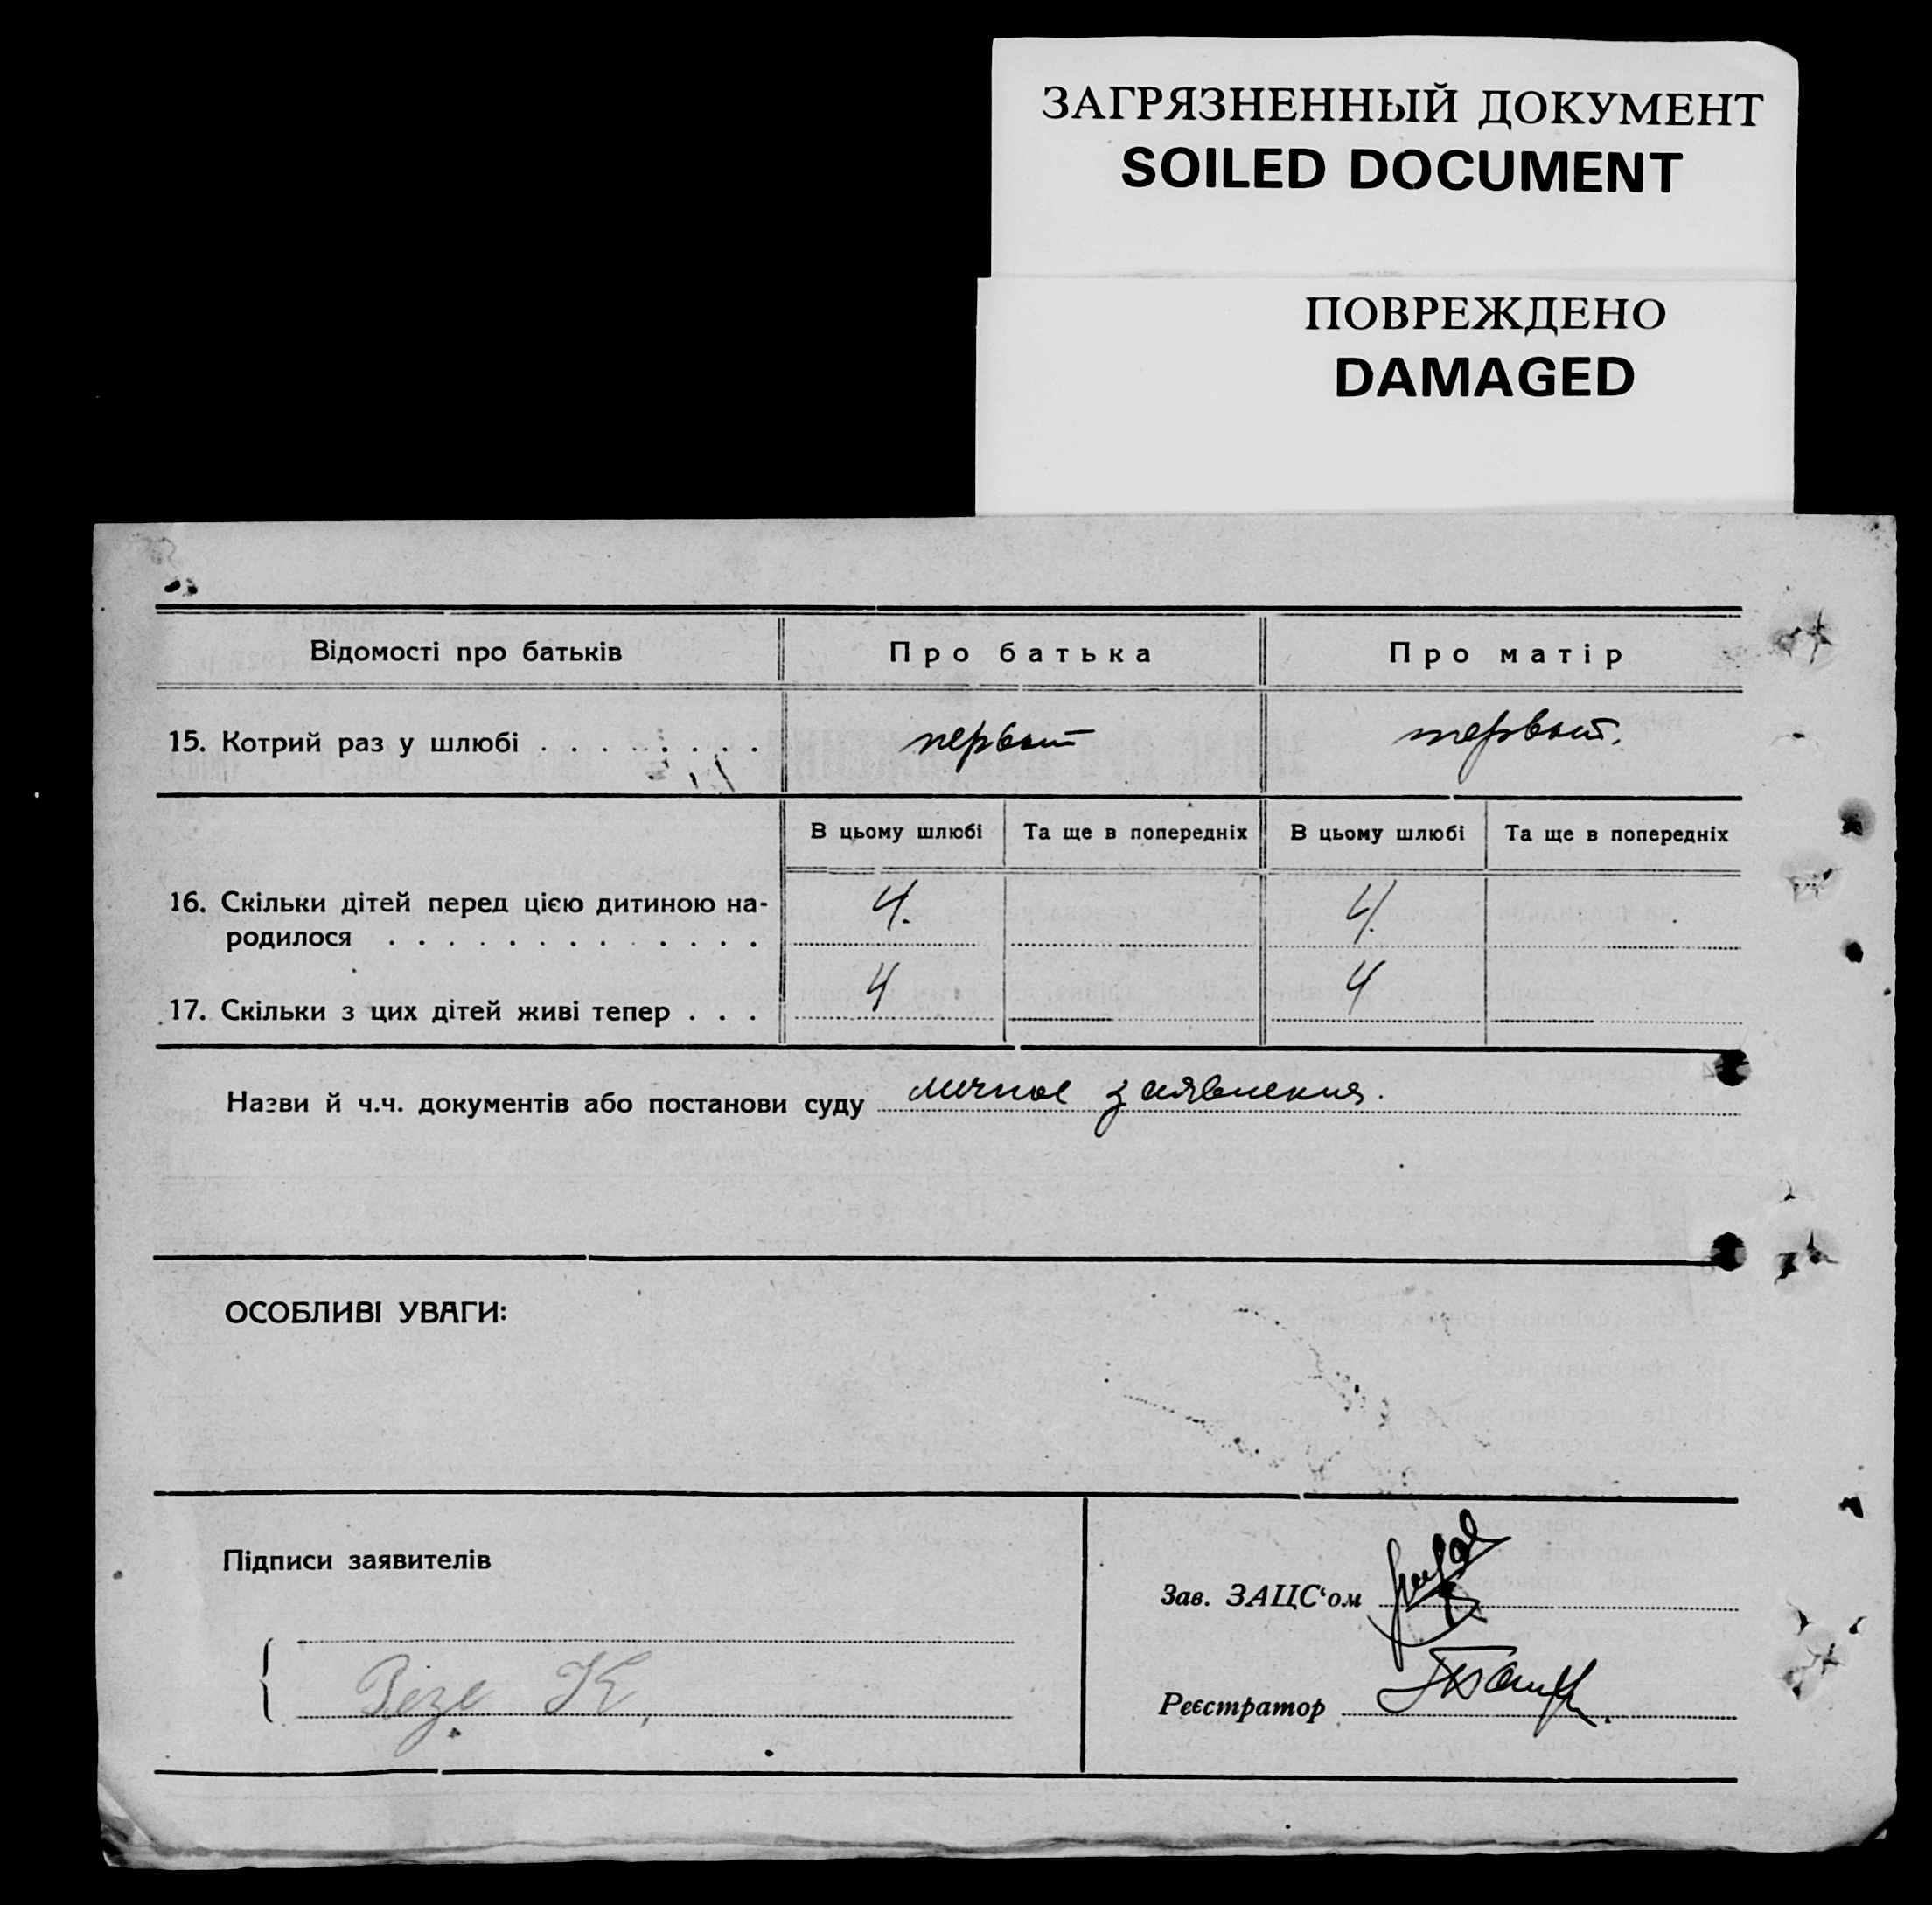 ЗАГРЯЗНЕННЫЙ ДОКУМЕНТ
SOILED DOCUMENT
ПОВРЕЖДЕНО
DAMAGED
Відомості про батьків Про батька Про матір
15. Котрий раз у шлюбі . . . . . . . . первый первый.
В цьому шлюбі Та ще в попередніх В цьому шлюбі Та ще в попередніх
16. Скільки дітей перед цією дитиною на-
родилося . . . . . . . . . . . . . 4. 4.
17. Скільки з цих дітей живі тепер . . . 4 4
Назви й ч.ч. документів або постанови суду личное заявления.
ОСОБЛИВІ УВАГИ:
Підписи заявителів
Зав. ЗАЦС‘ом
К,
Реєстратор